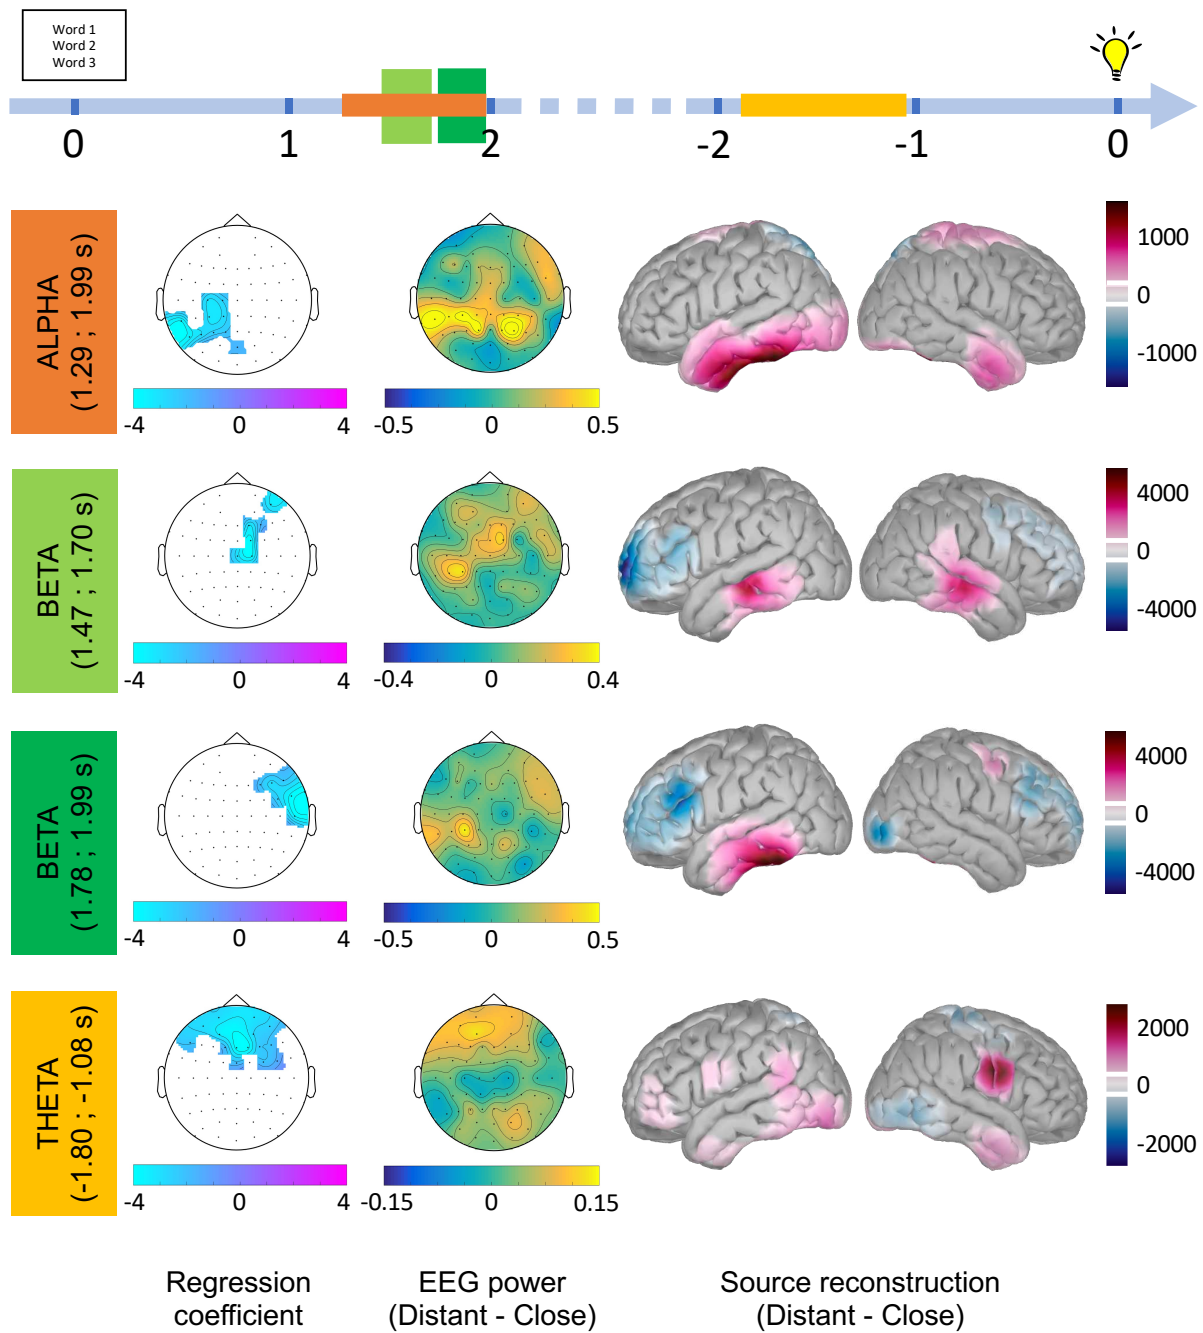 Word 1
Word 2
Word 3
0
1
2
-2
-1
0
ALPHA
(1.29 ; 1.99 s)
-4 0 4
-0.5 0 0.5
1000
0
-1000
BETA
(1.47 ; 1.70 s)
-4 0 4
-0.4 0 0.4
4000
0
-4000
BETA
(1.78 ; 1.99 s)
-4 0 4
-0.5 0 0.5
4000
0
-4000
THETA
(-1.80 ; -1.08 s)
-4 0 4
-0.15 0 0.15
2000
0
-2000
Regression
coefficient
EEG power
(Distant - Close)
Source reconstruction
(Distant - Close)